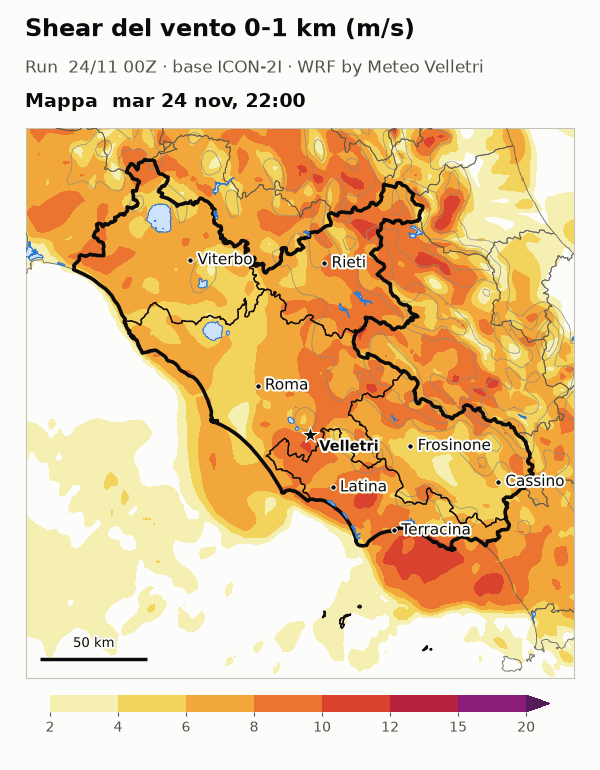 Shear del vento 0-1 km (m/s)
Run  24/11 00Z · base ICON-2I · WRF by Meteo Velletri
Mappa  mar 24 nov, 22:00
Viterbo
Rieti
Roma
Velletri
Frosinone
Latina
Cassino
Terracina
50 km
2 4 6 8 10 12 15 20